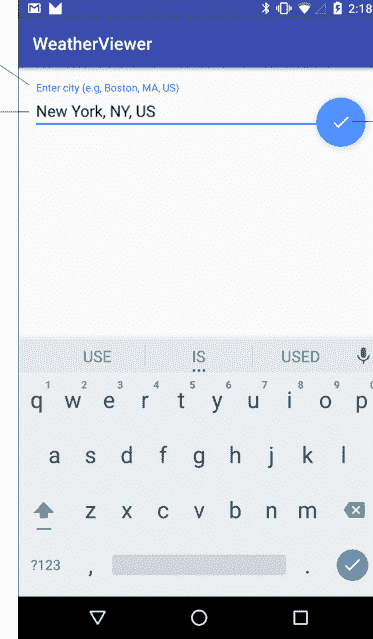 2:18
WeatherViewer
Enter city (e.g, Boston, MA, US)
New York, NY, US
USE IS USED
1 2 3 4 5 6 7 8 9 0
q w e r t y u i o p
a s d f g h j k l
z x c v b n m
?123 , .